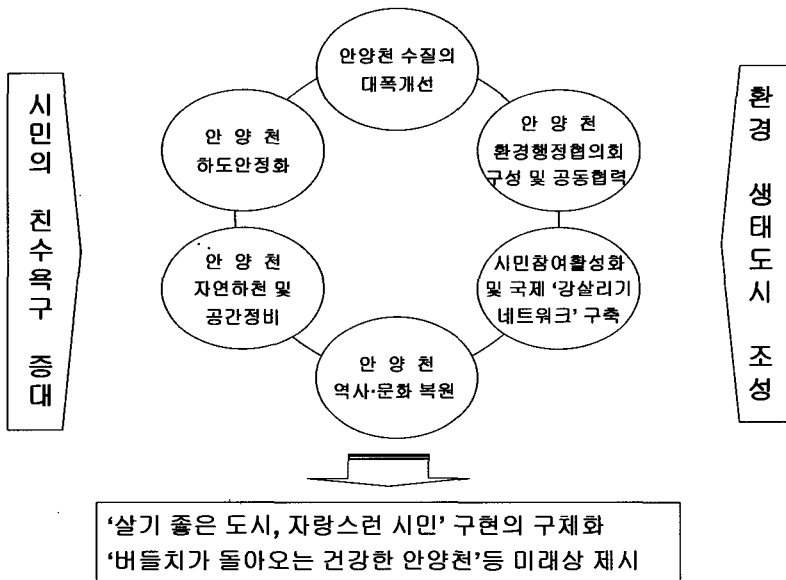 시민의 친수욕구 증대
안양천 수질의
대폭개선
안 양 천
환경행정협의회
구성 및 공동협력
시민참여활성화
및 국제 ‘강살리기
네트워크’ 구축
안 양 천
역사·문화 복원
안 양 천
자연하천 및
공간정비
안 양 천
하도안정화
환경 생태도시 조성
‘살기 좋은 도시, 자랑스런 시민’ 구현의 구체화
‘버들치가 돌아오는 건강한 안양천’등 미래상 제시